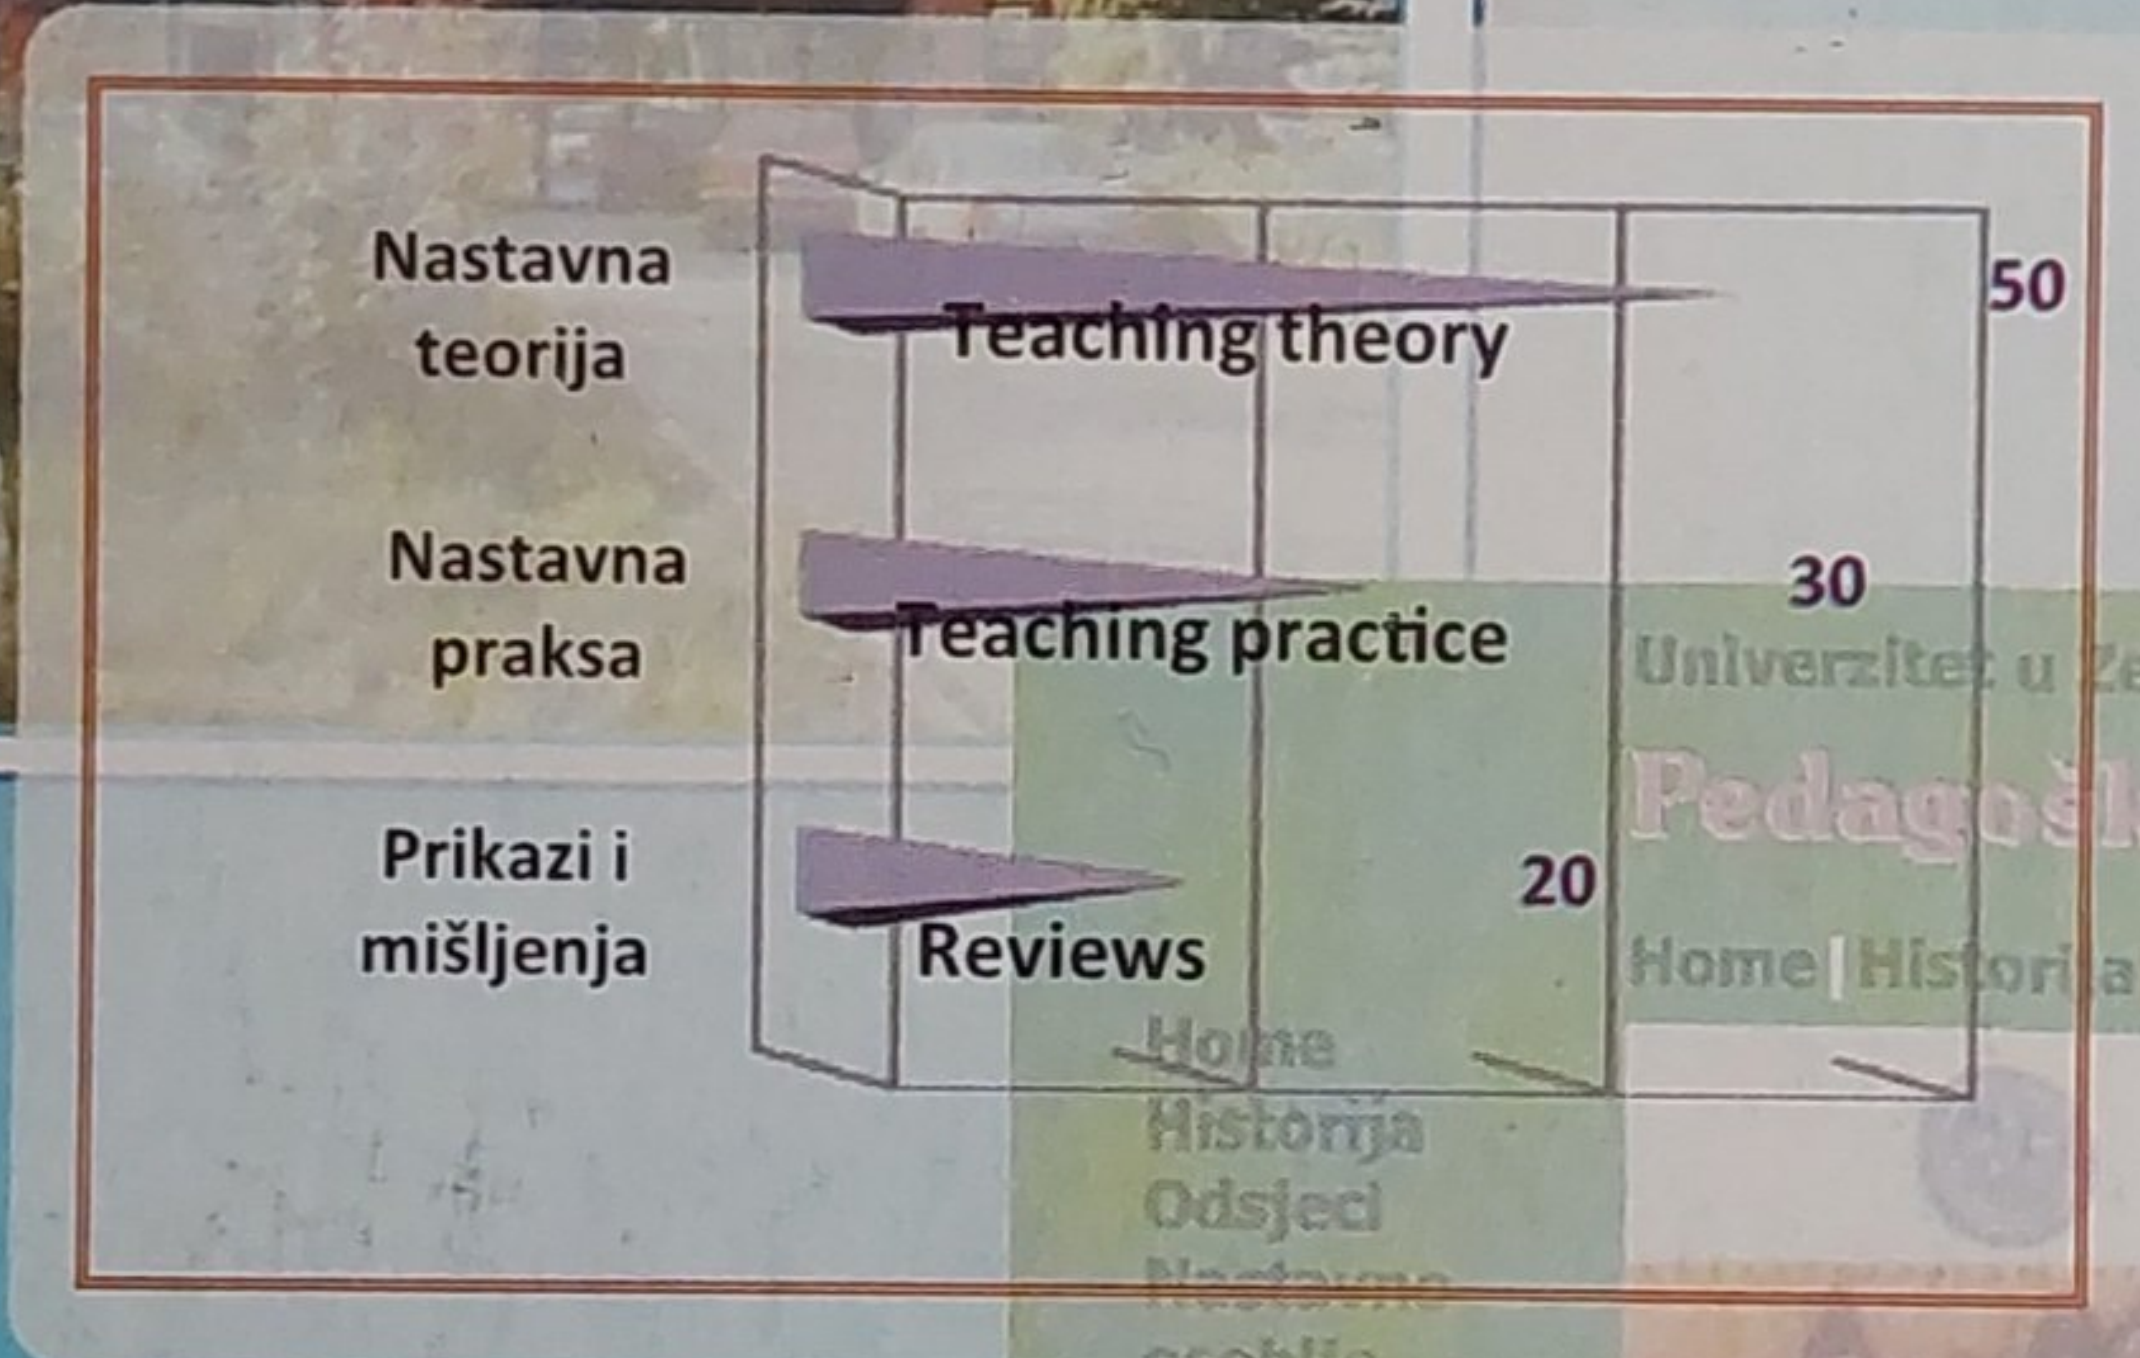 Nastavna
teorija
Teaching theory
50
Nastavna
praksa
Teaching practice
30
Univerzitet u
Prikazi i
mišljenja
Reviews
20
Home|Historija
Home
Historija
Odsjeci